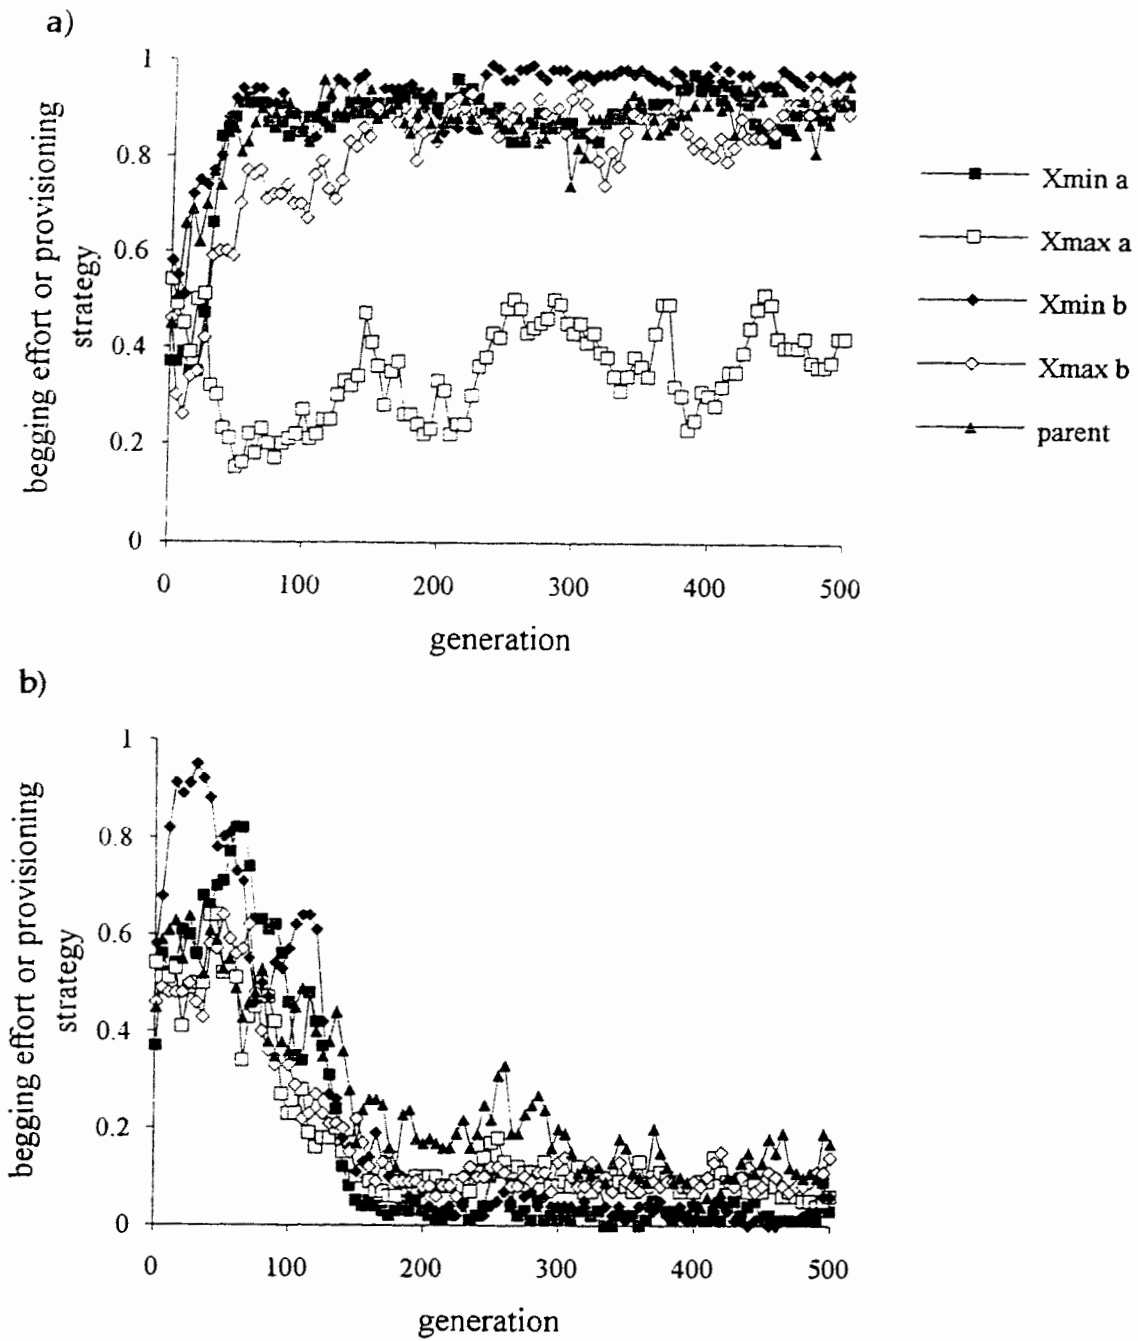 a)
begging effort or provisioning
strategy
1
0.8
0.6
0.4
0.2
0
0 100 200 300 400 500
generation
Xmin a
Xmax a
Xmin b
Xmax b
parent
b)
begging effort or provisioning
strategy
1
0.8
0.6
0.4
0.2
0
0 100 200 300 400 500
generation